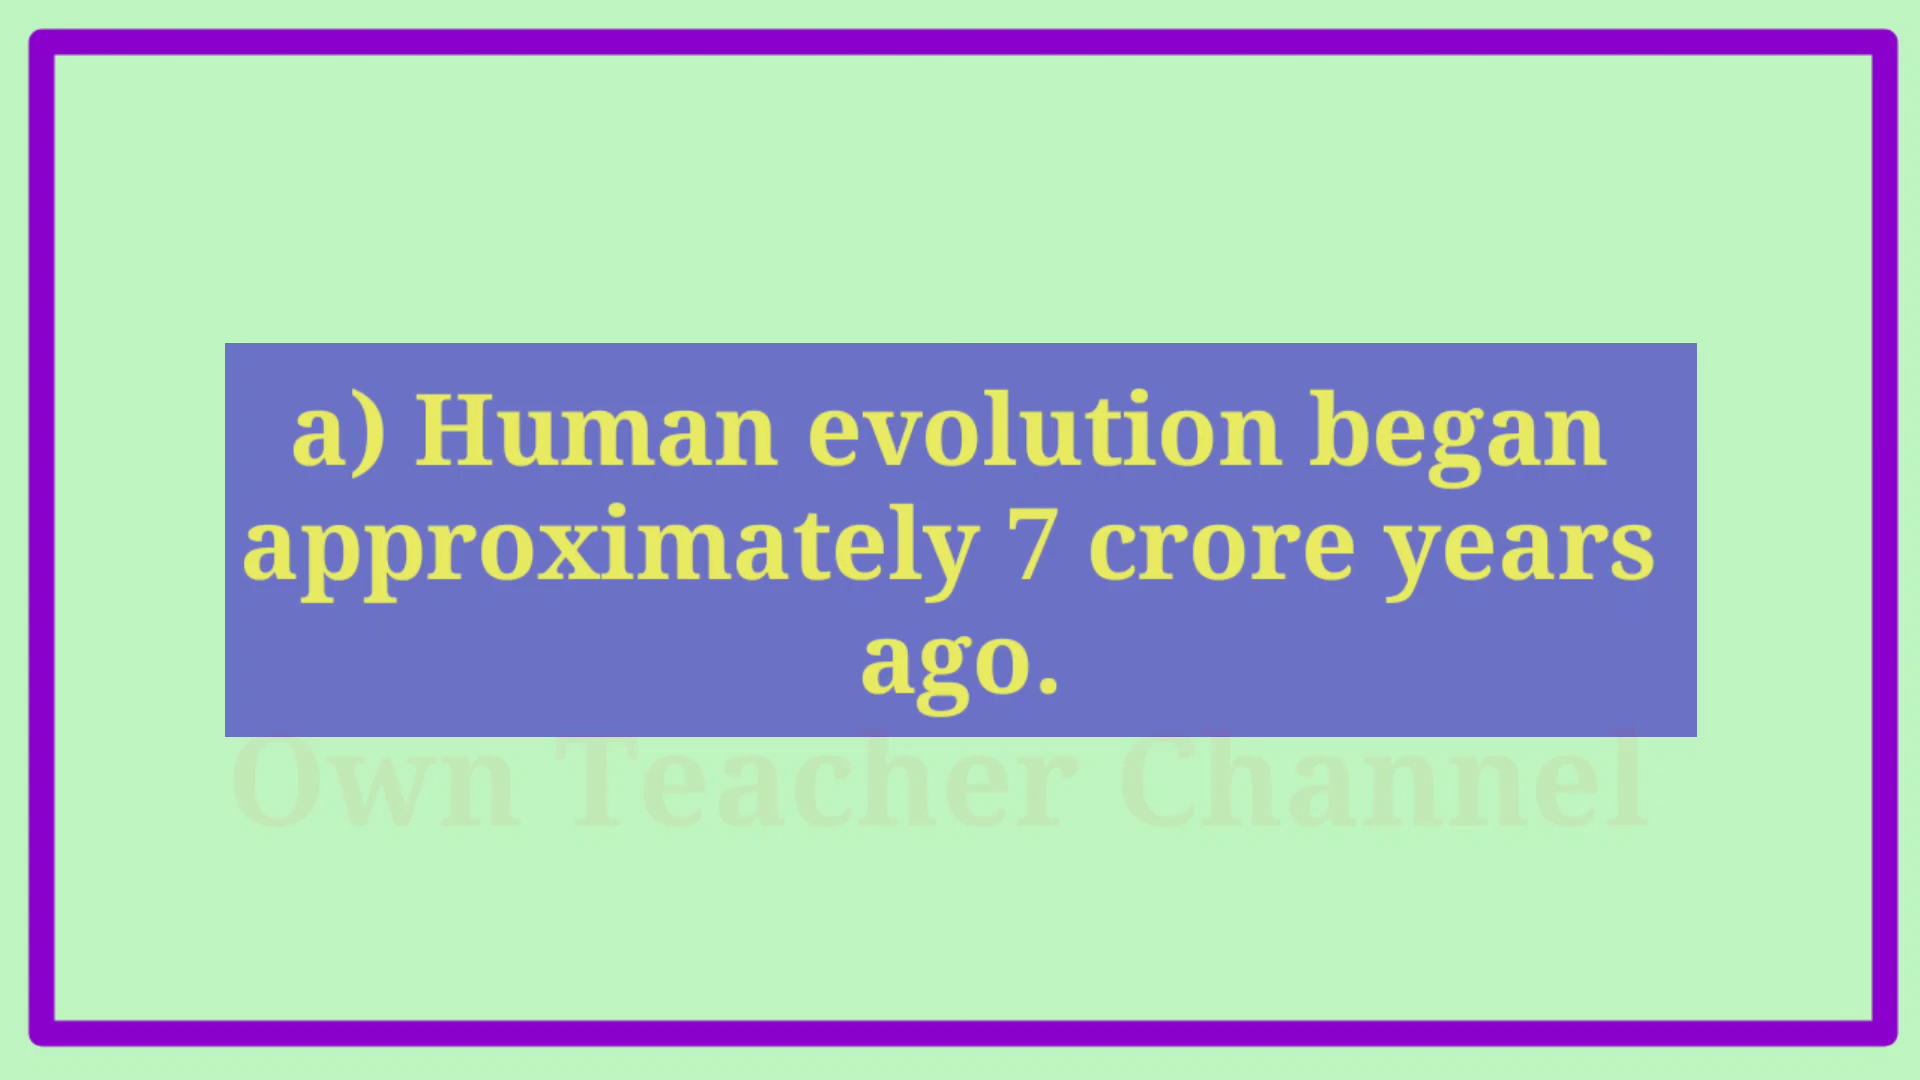 a) Human evolution began
approximately 7 crore years
ago.
Own Teacher Channel